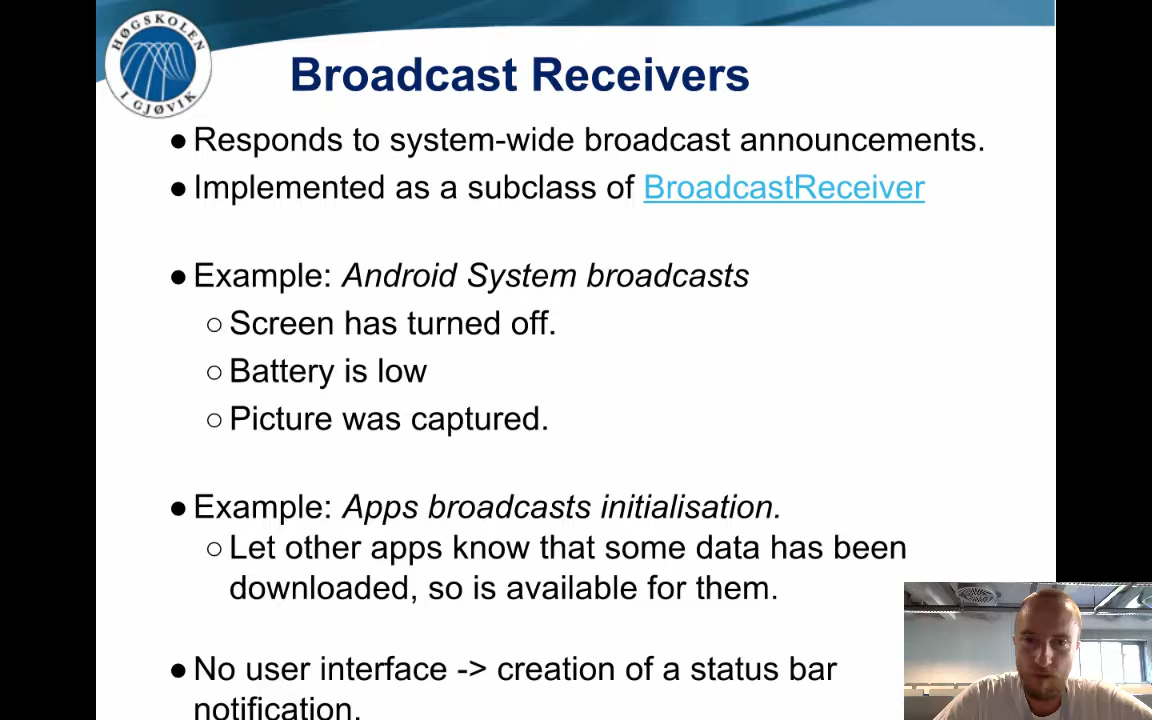 HØGSKOLEN
I GJØVIK
Broadcast Receivers
● Responds to system-wide broadcast announcements.
● Implemented as a subclass of BroadcastReceiver
● Example: Android System broadcasts
○ Screen has turned off.
○ Battery is low
○ Picture was captured.
● Example: Apps broadcasts initialisation.
○ Let other apps know that some data has been
downloaded, so is available for them.
● No user interface -> creation of a status bar
notification.